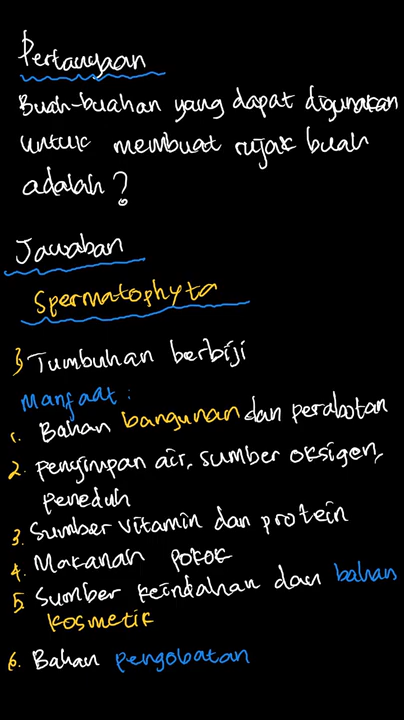 Pertanyaan
Buah-buahan yang dapat digunakan
untuk membuat rujak buah
adalah?
Jawaban
Spermatophyta
Tumbuhan berbiji
Manfaat:
1. Bahan bangunan dan perabotan
2. penyimpan air, sumber oksigen,
peneduh
3. Sumber vitamin dan protein
4. Makanan pokok
5. Sumber keindahan dan bahan
kosmetik
6. Bahan pengobatan